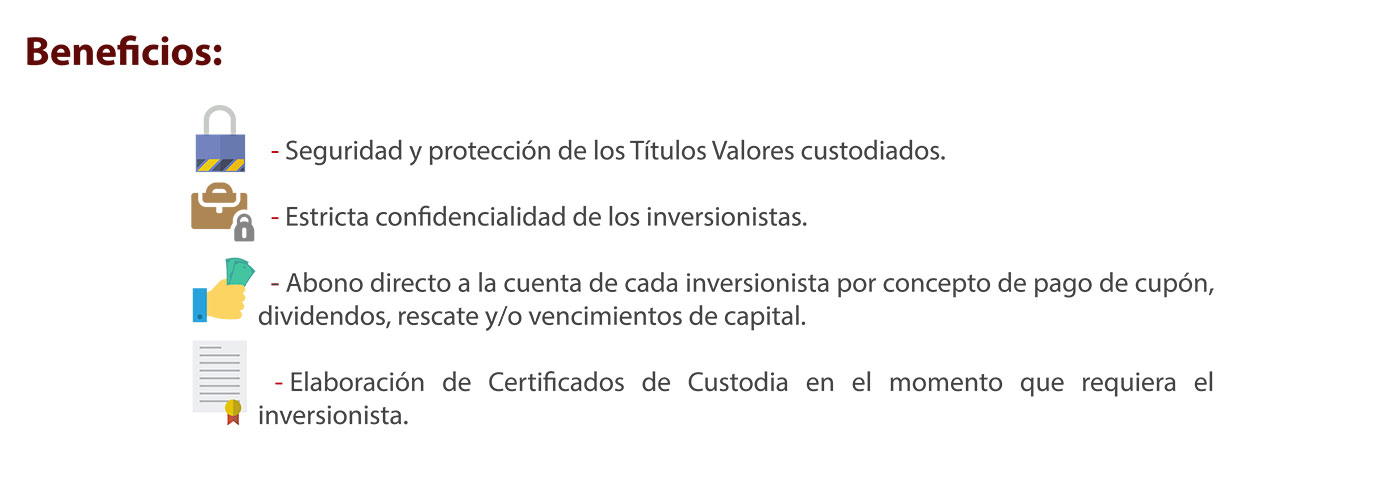 Beneficios:
- Seguridad y protección de los Títulos Valores custodiados.
- Estricta confidencialidad de los inversionistas.
- Abono directo a la cuenta de cada inversionista por concepto de pago de cupón,
dividendos, rescate y/o vencimientos de capital.
- Elaboración de Certificados de Custodia en el momento que requiera el
inversionista.